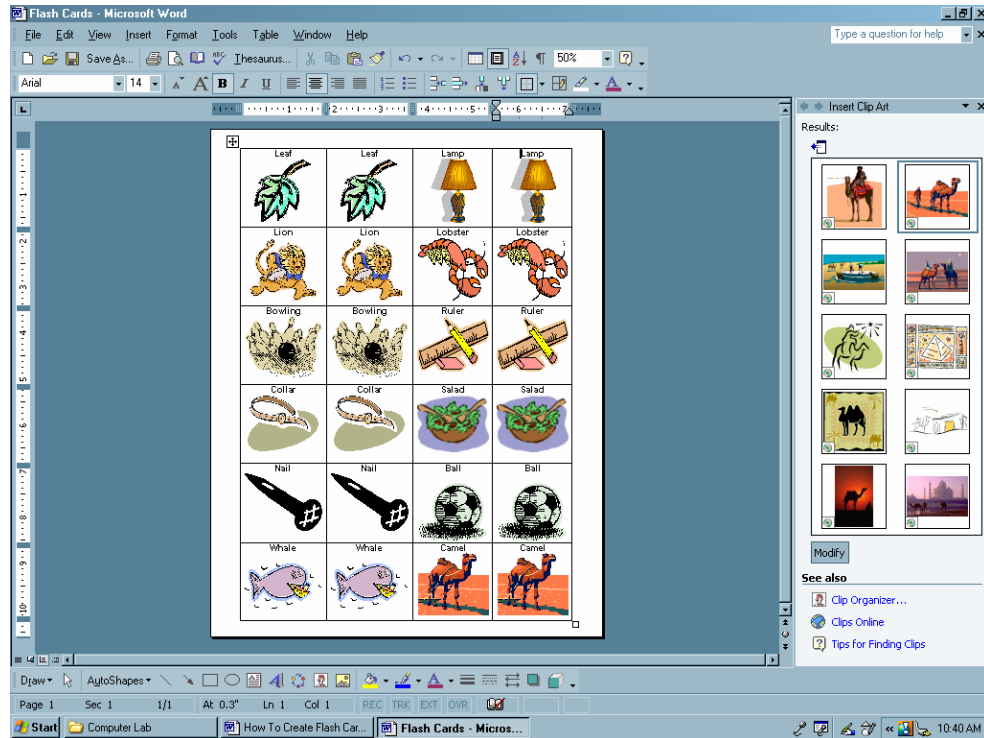 Flash Cards - Microsoft Word
File Edit View Insert Format Tools Table Window Help
Type a question for help
Save As... Thesaurus... 50%
Arial 14 B I U
Insert Clip Art
Results:
Leaf Leaf Lamp Lamp
Lion Lion Lobster Lobster
Bowling Bowling Ruler Ruler
Collar Collar Salad Salad
Nail Nail Ball Ball
Whale Whale Camel Camel
Modify
See also
Clip Organizer...
Clips Online
Tips for Finding Clips
Draw AutoShapes
Page 1 Sec 1 1/1 At 0.3" Ln 1 Col 1 REC TRK EXT OVR
Start Computer Lab How To Create Flash Car... Flash Cards - Micros... 10:40 AM